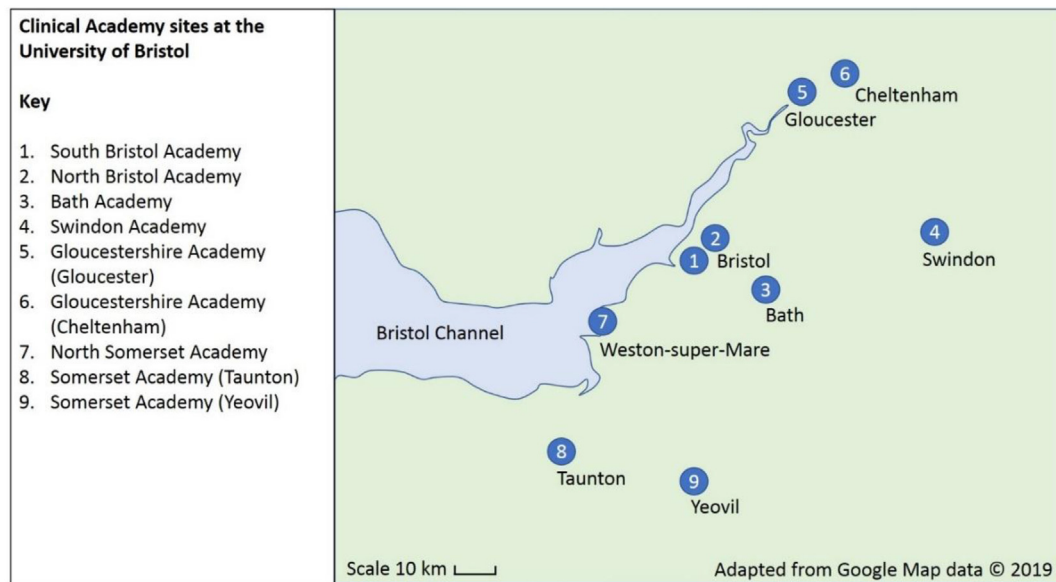 Clinical Academy sites at the
University of Bristol
Key
1. South Bristol Academy
2. North Bristol Academy
3. Bath Academy
4. Swindon Academy
5. Gloucestershire Academy
(Gloucester)
6. Gloucestershire Academy
(Cheltenham)
7. North Somerset Academy
8. Somerset Academy (Taunton)
9. Somerset Academy (Yeovil)
6
Cheltenham
5
Gloucester
2
Bristol
1
4
Swindon
3
Bath
Bristol Channel
7
Weston-super-Mare
8
Taunton
9
Yeovil
Scale 10 km
Adapted from Google Map data © 2019